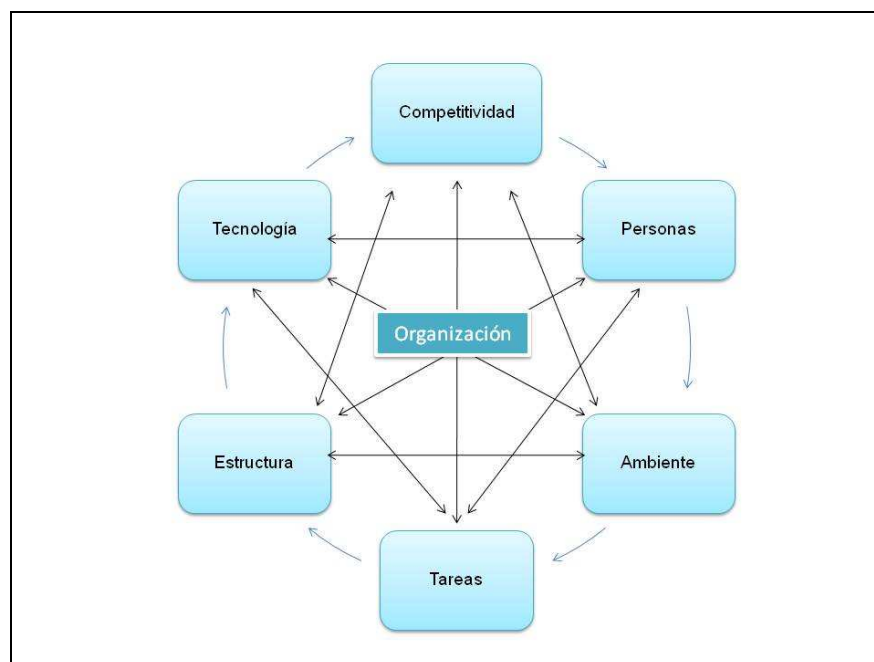 Competitividad
Tecnología
Personas
Organización
Estructura
Ambiente
Tareas